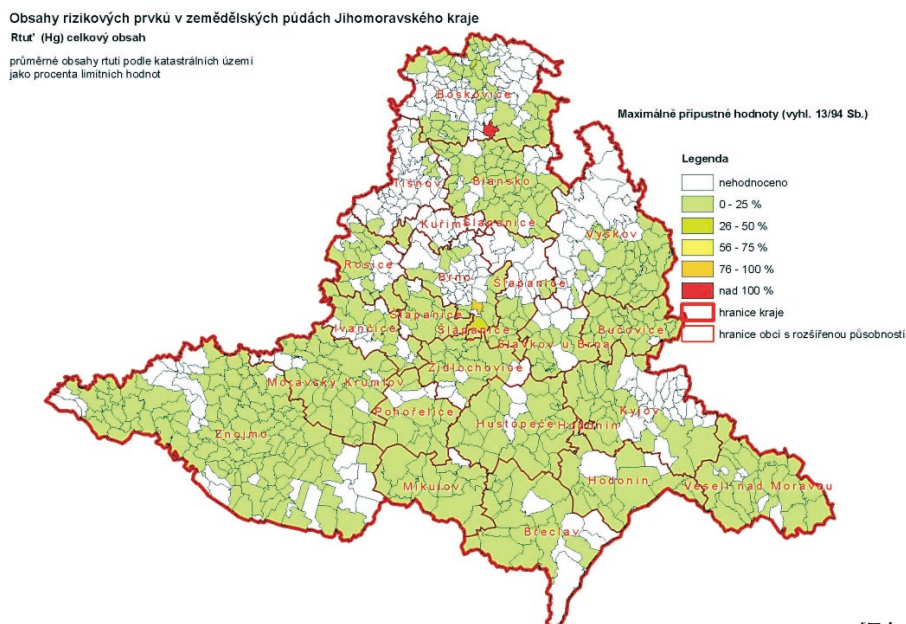 Obsahy rizikových prvků v zemědělských půdách Jihomoravského kraje
Rtuť (Hg) celkový obsah
průměrné obsahy rtuti podle katastrálních území
jako procenta limitních hodnot
Maximálně přípustné hodnoty (vyhl. 13/94 Sb.)
Legenda
nehodnoceno
0 - 25 %
26 - 50 %
56 - 75 %
76 - 100 %
nad 100 %
hranice kraje
hranice obcí s rozšířenou působností
Boskovice
Tišnov
Blansko
Kuřim
Šlapanice
Vyškov
Rosice
Brno
Šlapanice
Šlapanice
Ivančice
Šlapanice
Bučovice
Slavkov u Brna
Židlochovice
Moravský Krumlov
Pohořelice
Kyjov
Hustopeče
Hodonín
Znojmo
Mikulov
Hodonín
Veselí nad Moravou
Břeclav